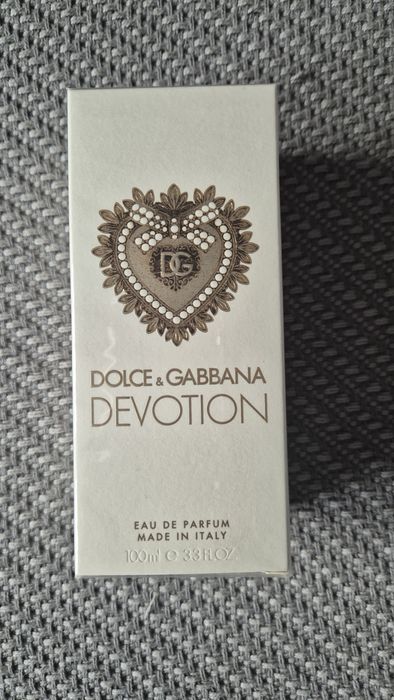 DG
DOLCE & GABBANA
DEVOTION
EAU DE PARFUM
MADE IN ITALY
100ml ℮ 3.3 FL.OZ.